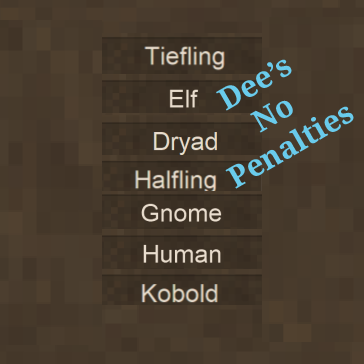 Tiefling
Elf
Dryad
Halfling
Gnome
Human
Kobold
Dee's
No
Penalties